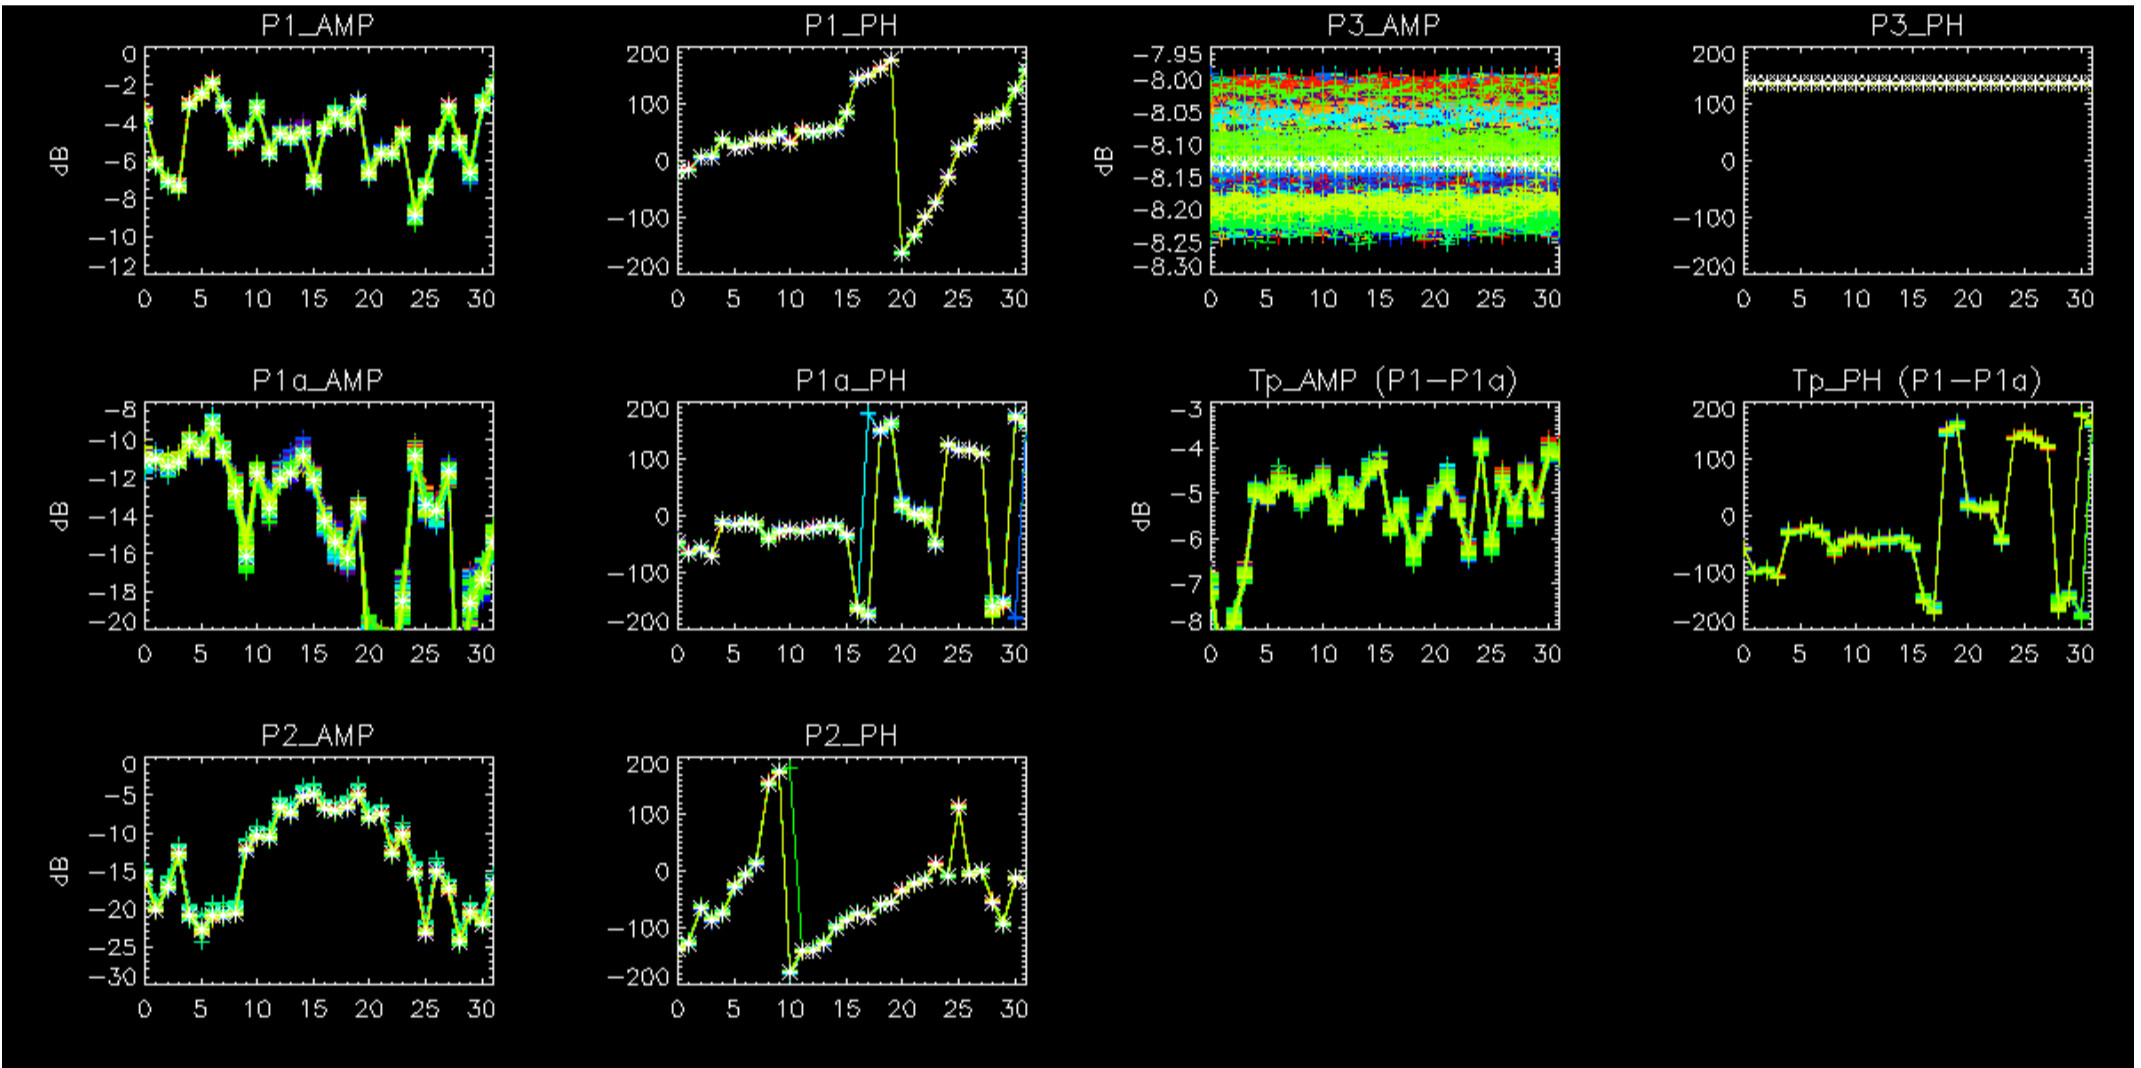 P1_AMP P1_PH P3_AMP P3_PH
0 200 −7.95 200
−2 −8.00
−4 100 −8.05 100
dB −6 0 dB −8.10 0
−8 −8.15
−10 −100 −8.20 −100
−12 −200 −8.25 −200
−8.30
0 5 10 15 20 25 30 0 5 10 15 20 25 30 0 5 10 15 20 25 30 0 5 10 15 20 25 30
P1a_AMP P1a_PH Tp_AMP (P1−P1a) Tp_PH (P1−P1a)
−8 200 −3 200
−10 100 −4 100
−12
dB −14 0 dB −5 0
−16 −6
−18 −100 −7 −100
−20 −200 −8 −200
0 5 10 15 20 25 30 0 5 10 15 20 25 30 0 5 10 15 20 25 30 0 5 10 15 20 25 30
P2_AMP P2_PH
0 200
−5 100
−10
dB −15 0
−20 −100
−25
−30 −200
0 5 10 15 20 25 30 0 5 10 15 20 25 30